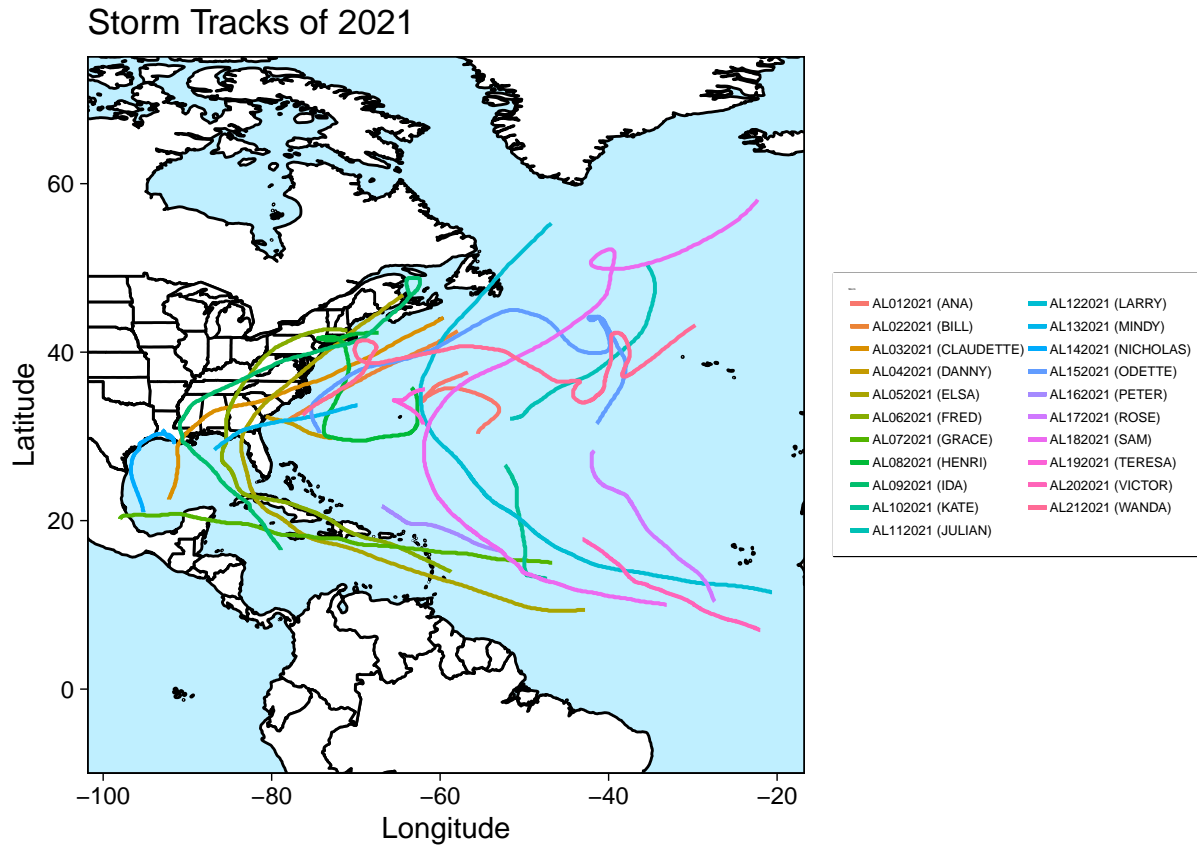 Storm Tracks of 2021
Latitude
60
40
20
0
−100
−80
−60
−40
−20
Longitude
AL012021 (ANA)
AL022021 (BILL)
AL032021 (CLAUDETTE)
AL042021 (DANNY)
AL052021 (ELSA)
AL062021 (FRED)
AL072021 (GRACE)
AL082021 (HENRI)
AL092021 (IDA)
AL102021 (KATE)
AL112021 (JULIAN)
AL122021 (LARRY)
AL132021 (MINDY)
AL142021 (NICHOLAS)
AL152021 (ODETTE)
AL162021 (PETER)
AL172021 (ROSE)
AL182021 (SAM)
AL192021 (TERESA)
AL202021 (VICTOR)
AL212021 (WANDA)